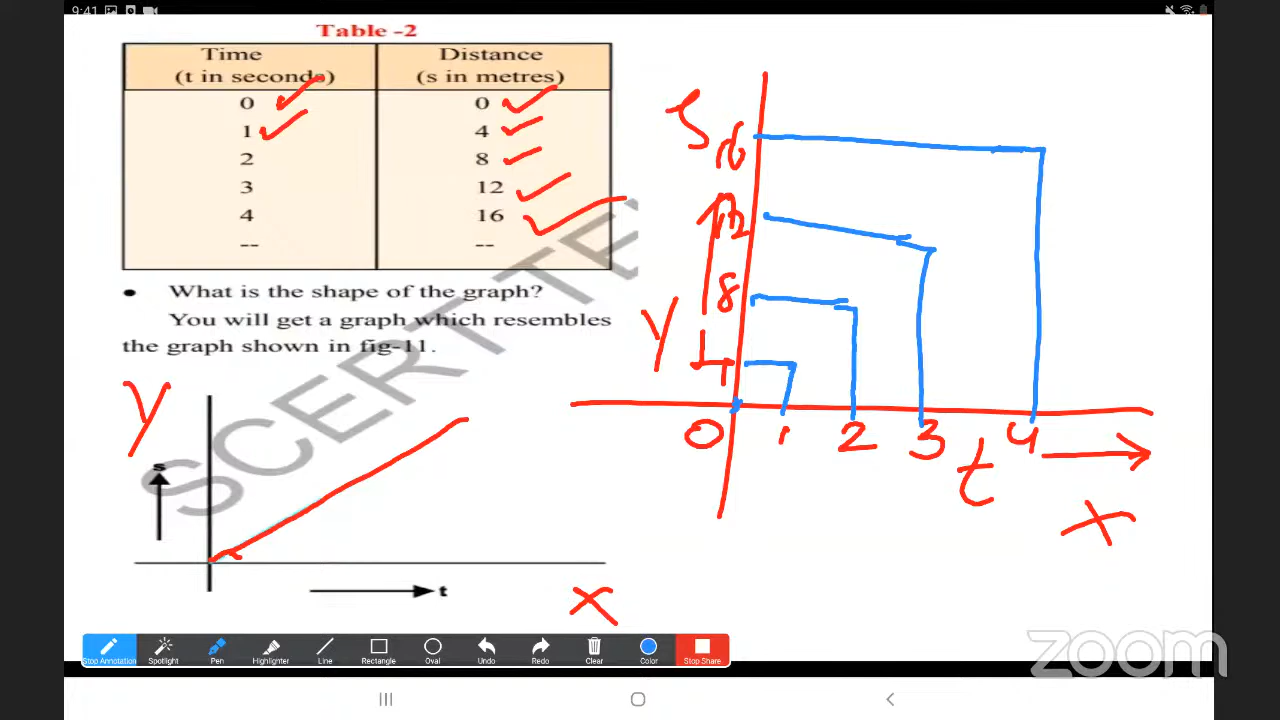 9:41
Table -2
Time
(t in seconds)
Distance
(s in metres)
0 0
1 4
2 8
3 12
4 16
-- --
• What is the shape of the graph?
You will get a graph which resembles
the graph shown in fig-11.
SCERT TE
Y
s
t
X
S
16
12
8
4
Y
0 1 2 3 4
t
X
Stop Annotation Spotlight Pen Highlighter Line Rectangle Oval Undo Redo Clear Color Stop Share
zoom